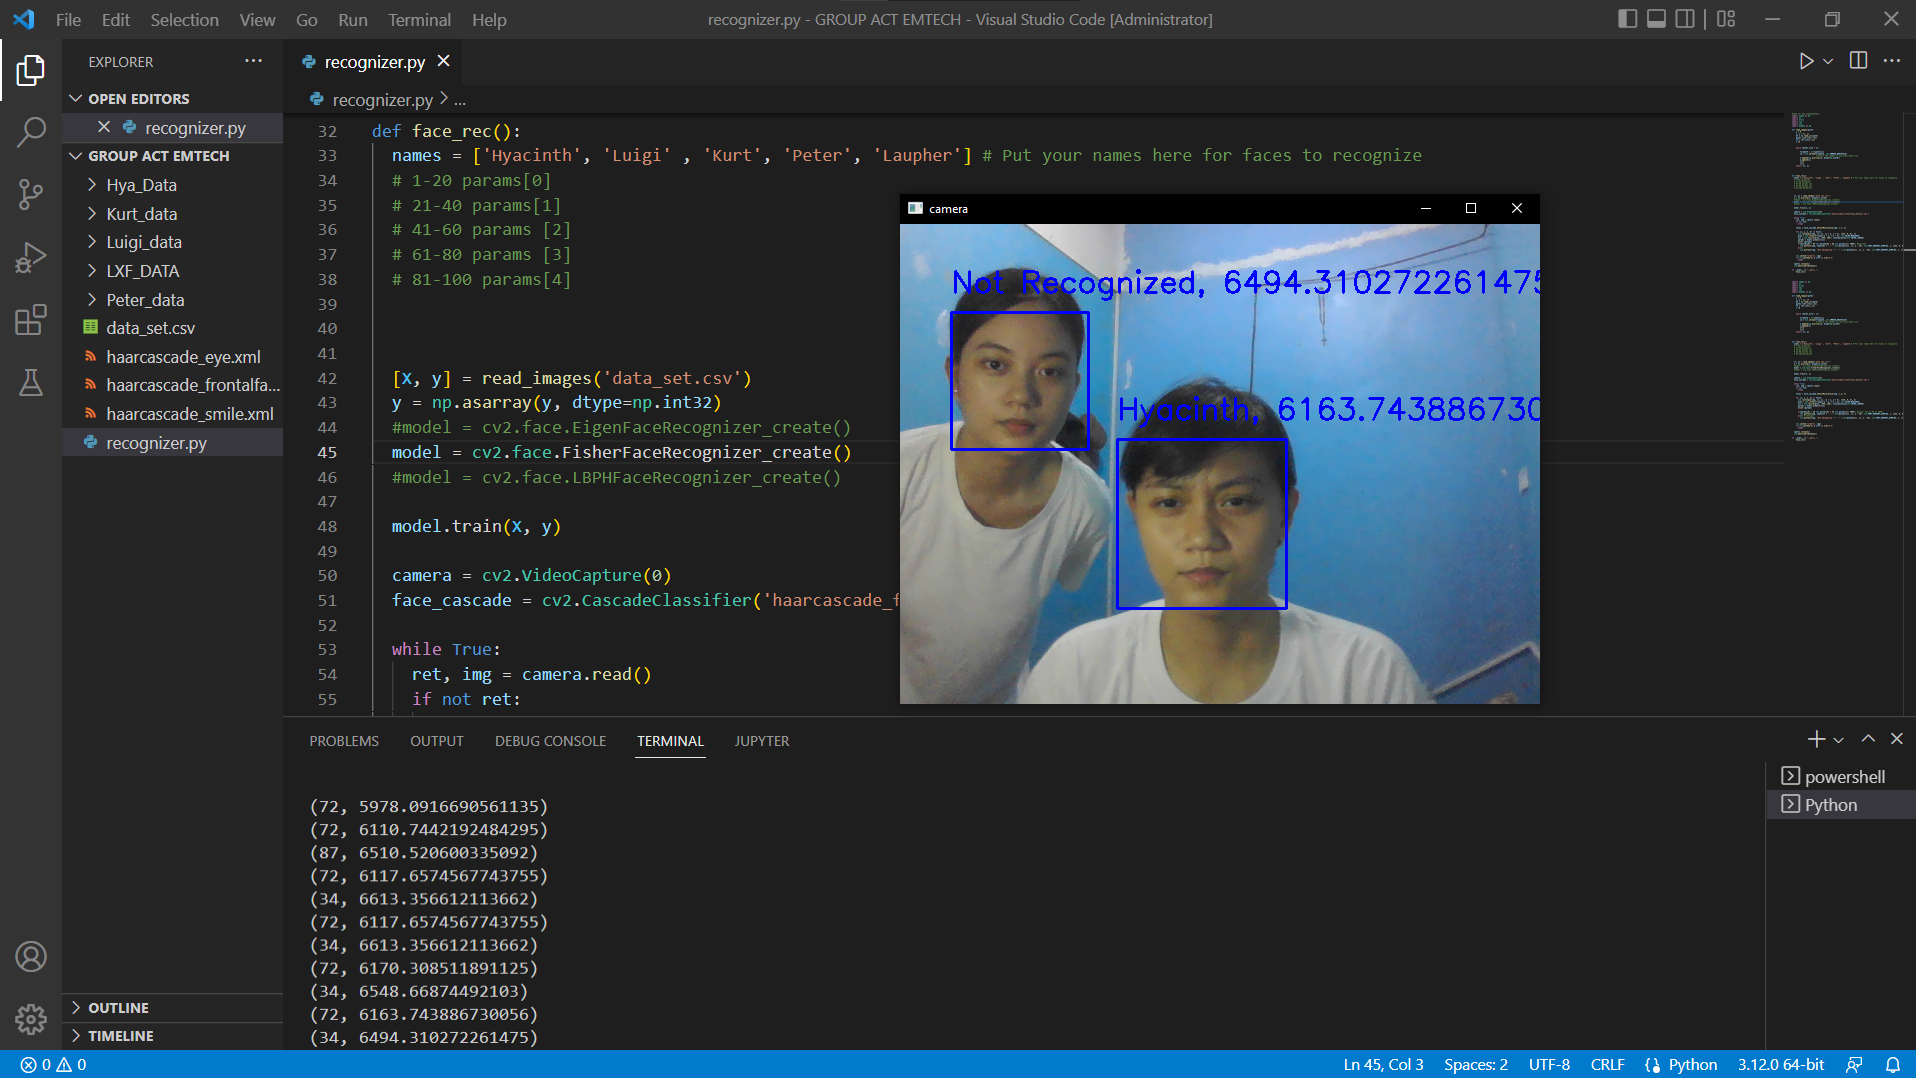 File Edit Selection View Go Run Terminal Help
recognizer.py - GROUP ACT EMTECH - Visual Studio Code [Administrator]
EXPLORER
OPEN EDITORS
recognizer.py
GROUP ACT EMTECH
Hya_Data
Kurt_data
Luigi_data
LXF_DATA
Peter_data
data_set.csv
haarcascade_eye.xml
haarcascade_frontalfa...
haarcascade_smile.xml
recognizer.py
OUTLINE
TIMELINE
recognizer.py
recognizer.py > ...
32 def face_rec():
33 names = ['Hyacinth', 'Luigi' , 'Kurt', 'Peter', 'Laupher'] # Put your names here for faces to recognize
34 # 1-20 params[0]
35 # 21-40 params[1]
36 # 41-60 params [2]
37 # 61-80 params [3]
38 # 81-100 params[4]
39
40
41
42 [X, y] = read_images('data_set.csv')
43 y = np.asarray(y, dtype=np.int32)
44 #model = cv2.face.EigenFaceRecognizer_create()
45 model = cv2.face.FisherFaceRecognizer_create()
46 #model = cv2.face.LBPHFaceRecognizer_create()
47
48 model.train(X, y)
49
50 camera = cv2.VideoCapture(0)
51 face_cascade = cv2.CascadeClassifier('haarcascade_f
52
53 while True:
54 ret, img = camera.read()
55 if not ret:
camera
Not Recognized, 6494.310272261475
Hyacinth, 6163.743886730
PROBLEMS OUTPUT DEBUG CONSOLE TERMINAL JUPYTER
(72, 5978.0916690561135)
(72, 6110.7442192484295)
(87, 6510.520600335092)
(72, 6117.6574567743755)
(34, 6613.356612113662)
(72, 6117.6574567743755)
(34, 6613.356612113662)
(72, 6170.308511891125)
(34, 6548.66874492103)
(72, 6163.743886730056)
(34, 6494.310272261475)
powershell
Python
0 0
Ln 45, Col 3 Spaces: 2 UTF-8 CRLF Python 3.12.0 64-bit